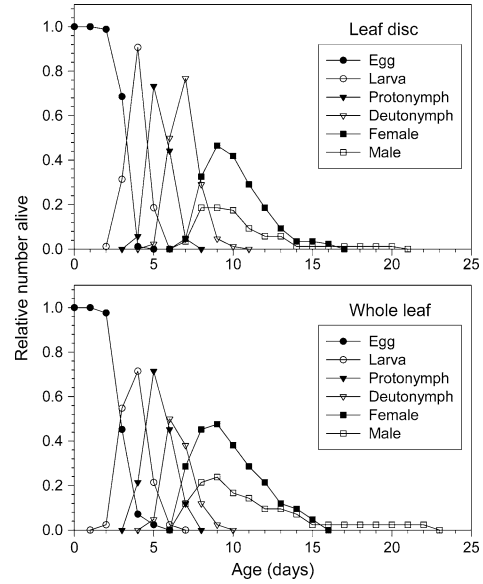 Leaf disc
Egg
Larva
Protonymph
Deutonymph
Female
Male
1.0
0.8
0.6
0.4
0.2
0.0
0 5 10 15 20 25
Relative number alive
Whole leaf
Egg
Larva
Protonymph
Deutonymph
Female
Male
1.0
0.8
0.6
0.4
0.2
0.0
0 5 10 15 20 25
Age (days)